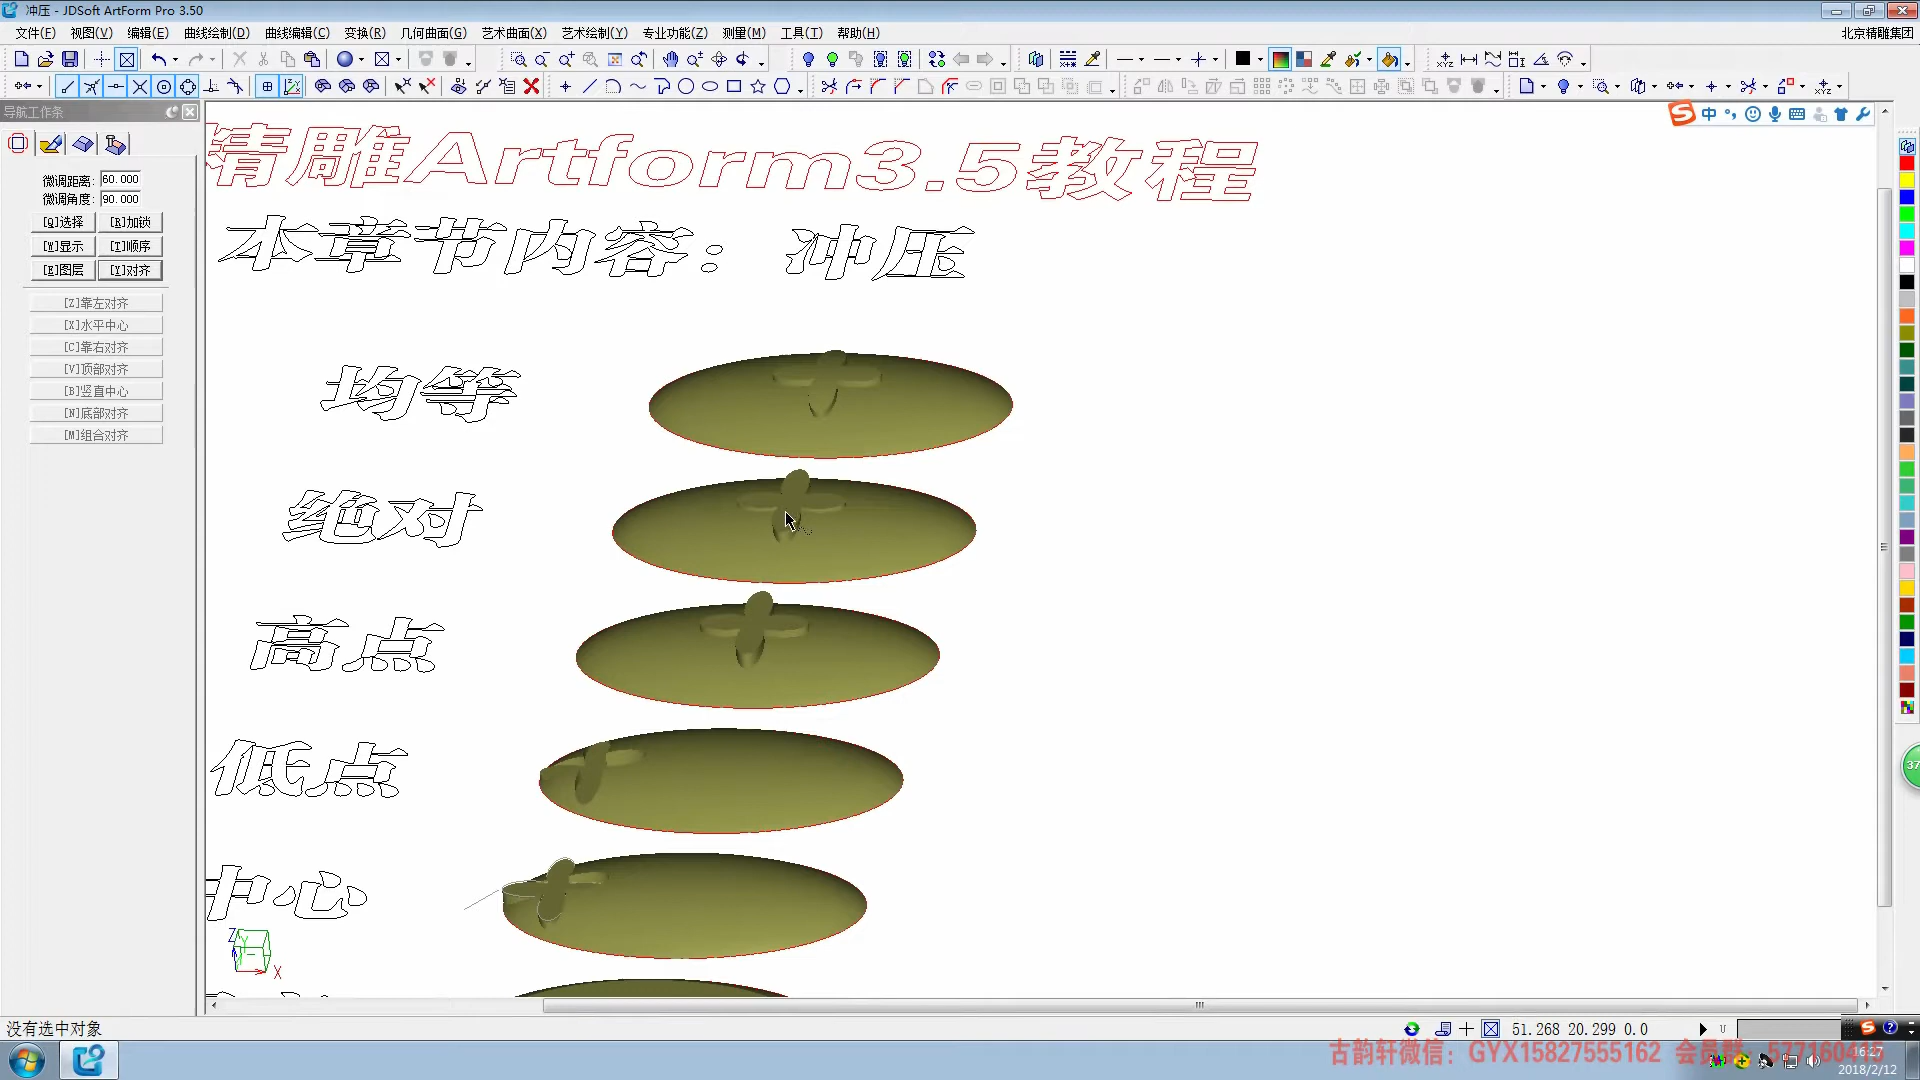 冲压 - JDSoft ArtForm Pro 3.50
文件(F) 视图(V) 编辑(E) 曲线绘制(D) 曲线编辑(C) 变换(R) 几何曲面(G) 艺术曲面(X) 艺术绘制(Y) 专业功能(Z) 测量(M) 工具(T) 帮助(H) 北京精雕集团
导航工作条
中
微调距离: 60.000
微调角度: 90.000
[Q]选择 [R]加锁
[W]显示 [T]顺序
[E]图层 [Y]对齐
[Z]靠左对齐
[X]水平中心
[C]靠右对齐
[V]顶部对齐
[B]竖直中心
[N]底部对齐
[M]组合对齐
精雕Artform3.5教程
本章节内容：冲压
均等
绝对
高点
低点
中心
Z
Y
X
37
没有选中对象
51.268 20.299 0.0
古韵轩微信：GYX15827555162 会员群：577160415
16:27
2018/2/12